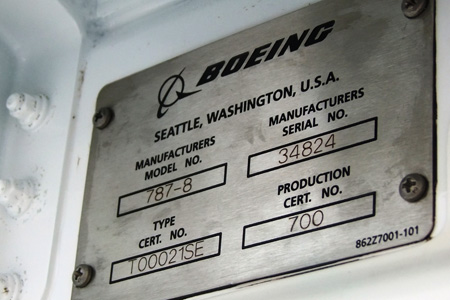 BOEING
SEATTLE, WASHINGTON, U.S.A.
MANUFACTURERS
MODEL NO.
787-8
MANUFACTURERS
SERIAL NO.
34824
TYPE
CERT. NO.
T00021SE
PRODUCTION
CERT. NO.
700
862Z7001-101